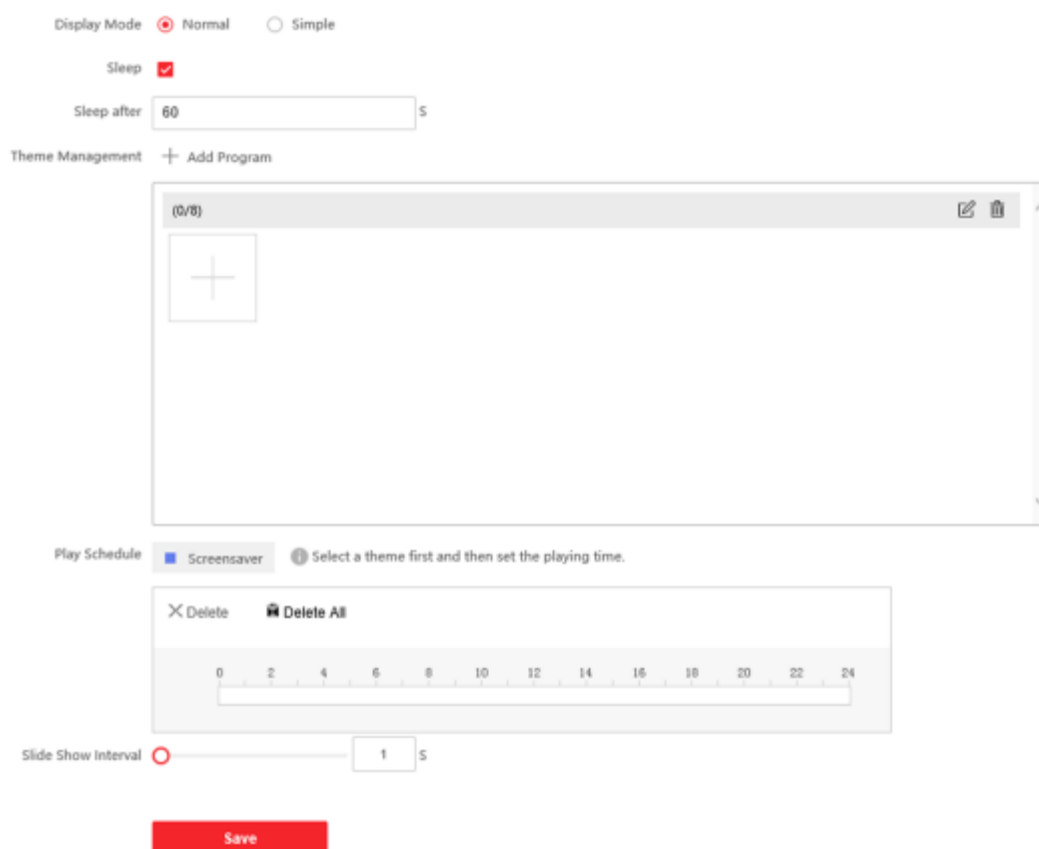 Display Mode Normal Simple
Sleep
Sleep after 60 S
Theme Management Add Program
(0/8)
Play Schedule Screensaver Select a theme first and then set the playing time.
Delete Delete All
0 2 4 6 8 10 12 14 16 18 20 22 24
Slide Show Interval 1 S
Save